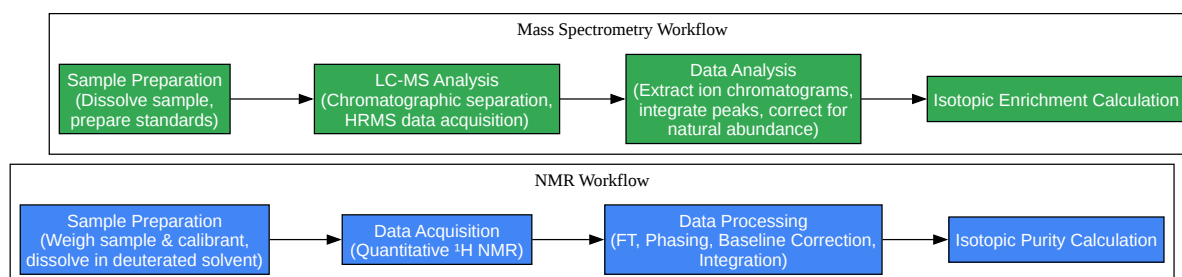 Mass Spectrometry Workflow
Sample Preparation
(Dissolve sample,
prepare standards)
LC-MS Analysis
(Chromatographic separation,
HRMS data acquisition)
Data Analysis
(Extract ion chromatograms,
integrate peaks, correct for
natural abundance)
Isotopic Enrichment Calculation
NMR Workflow
Sample Preparation
(Weigh sample & calibrant,
dissolve in deuterated solvent)
Data Acquisition
(Quantitative ¹H NMR)
Data Processing
(FT, Phasing, Baseline Correction,
Integration)
Isotopic Purity Calculation